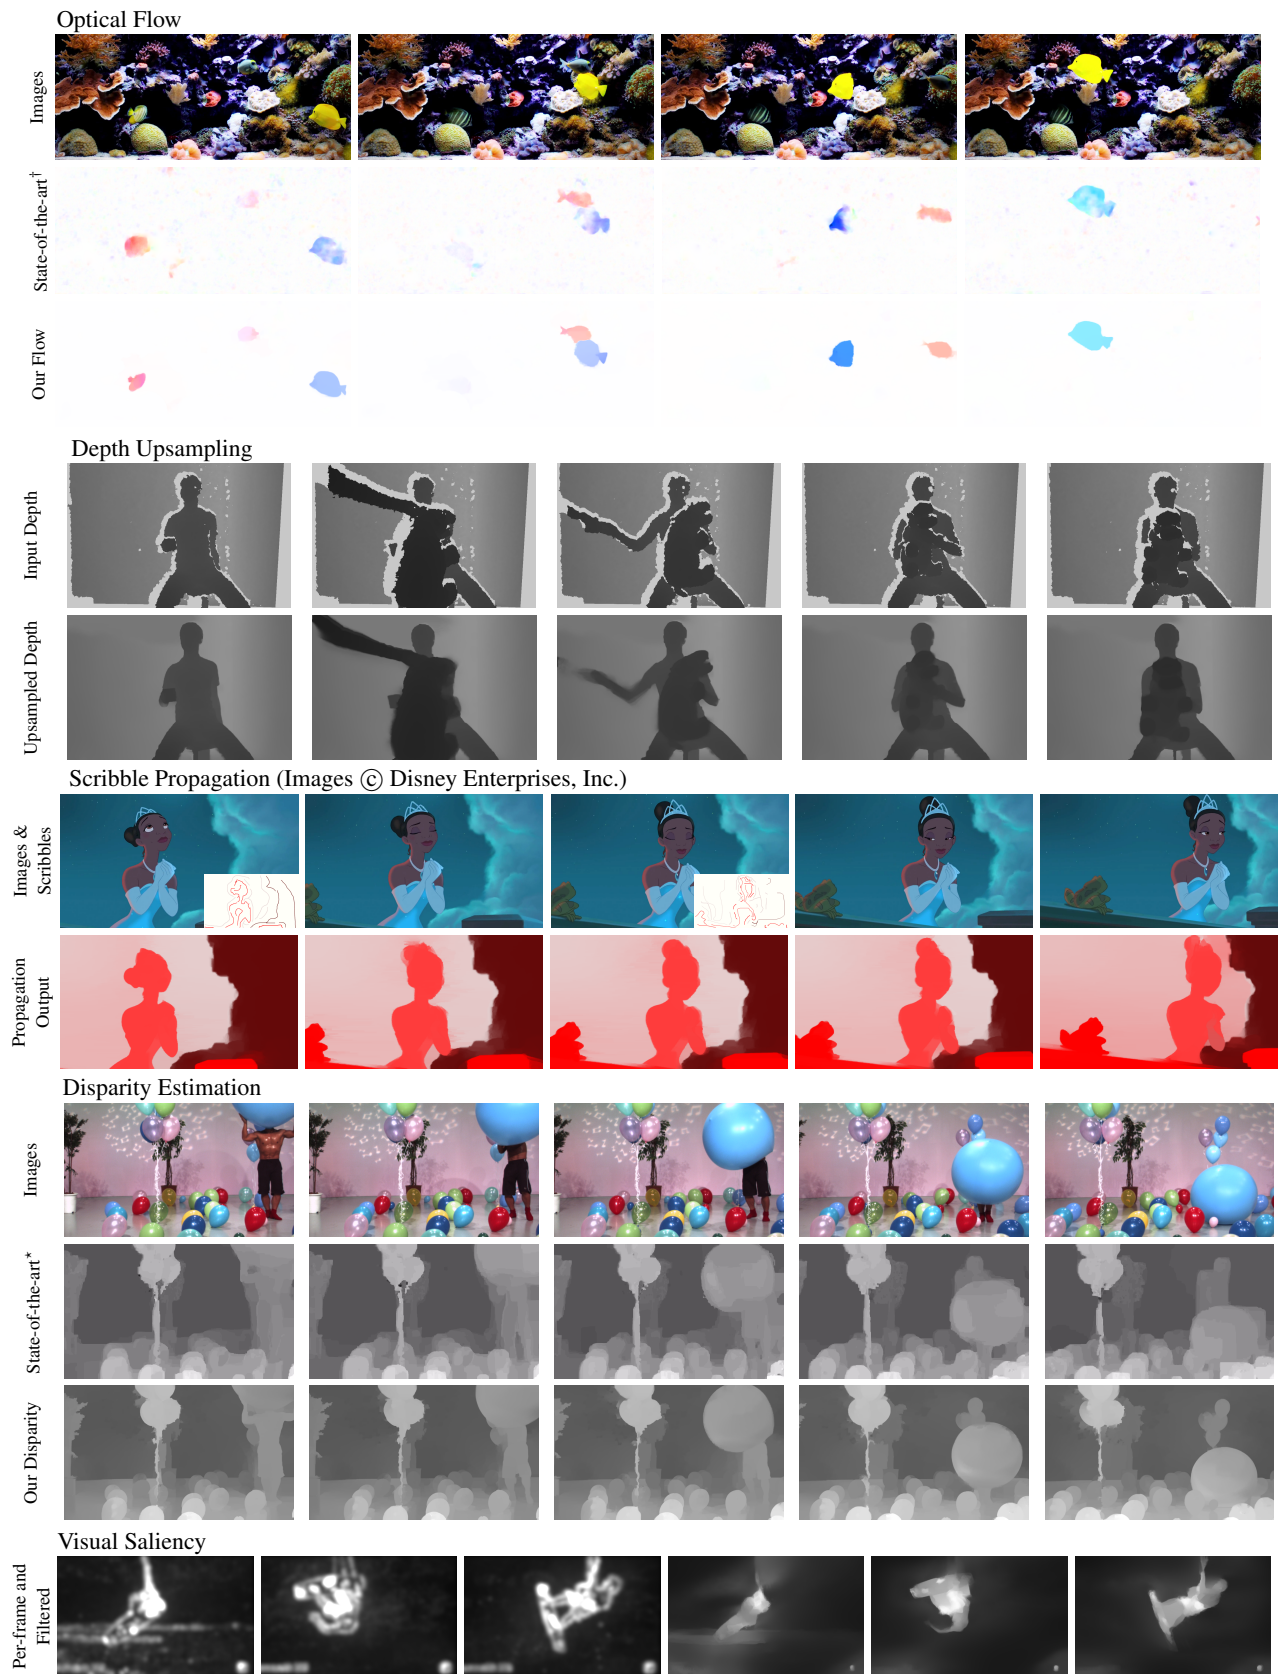 Optical Flow
Images
State-of-the-art†
Our Flow
Depth Upsampling
Input Depth
Upsampled Depth
Scribble Propagation (Images © Disney Enterprises, Inc.)
Images &
Scribbles
Propagation
Output
Disparity Estimation
Images
State-of-the-art*
Our Disparity
Visual Saliency
Per-frame and
Filtered